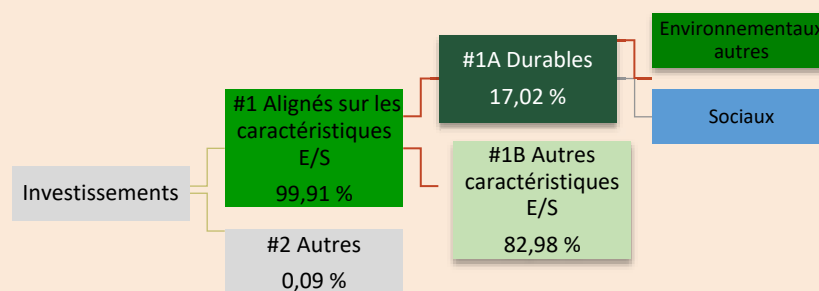 Investissements
#1 Alignés sur les
caractéristiques
E/S
99,91 %
#2 Autres
0,09 %
#1A Durables
17,02 %
#1B Autres
caractéristiques
E/S
82,98 %
Environnementaux
autres
Sociaux